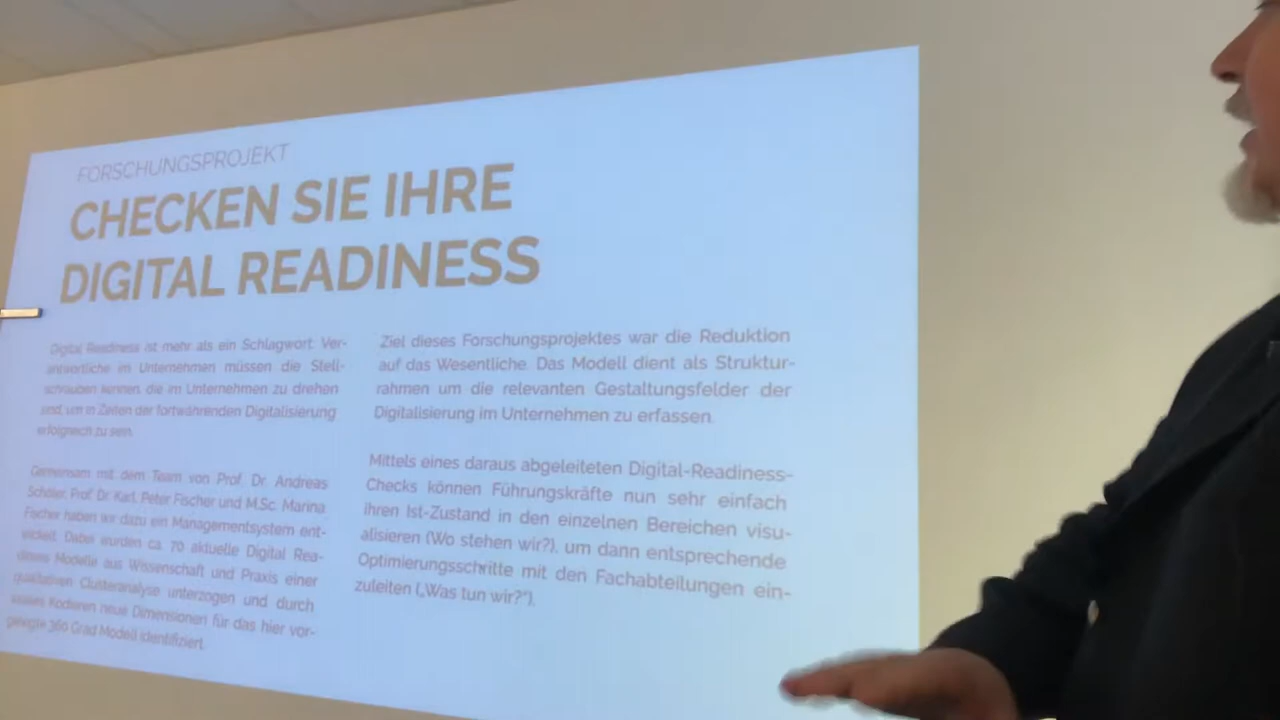 FORSCHUNGSPROJEKT
CHECKEN SIE IHRE
DIGITAL READINESS
Digital Readiness ist mehr als ein Schlagwort. Ver-
antwortliche im Unternehmen müssen die Stell-
schrauben kennen, die im Unternehmen zu drehen
sind, um in Zeiten der fortwährenden Digitalisierung
erfolgreich zu sein.
Gemeinsam mit dem Team von Prof. Dr. Andreas
Schöler, Prof. Dr. Karl Peter Fischer und M.Sc. Marina
Fischer haben wir dazu ein Managementsystem ent-
wickelt. Dabei wurden ca. 70 aktuelle Digital Rea-
diness Modelle aus Wissenschaft und Praxis einer
qualitativen Clusteranalyse unterzogen und durch
Kodieren neue Dimensionen für das hier vor-
gelegte 360 Grad Modell identifiziert.
Ziel dieses Forschungsprojektes war die Reduktion
auf das Wesentliche. Das Modell dient als Struktur-
rahmen um die relevanten Gestaltungsfelder der
Digitalisierung im Unternehmen zu erfassen.
Mittels eines daraus abgeleiteten Digital-Readiness-
Checks können Führungskräfte nun sehr einfach
ihren Ist-Zustand in den einzelnen Bereichen visu-
alisieren (Wo stehen wir?), um dann entsprechende
Optimierungsschritte mit den Fachabteilungen ein-
zuleiten („Was tun wir?").